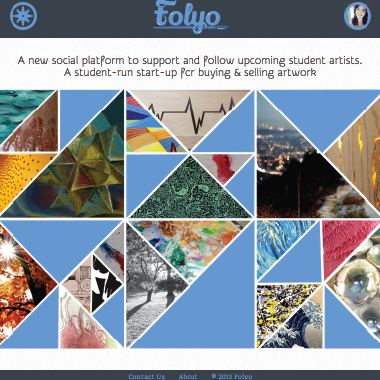 Folyo
A new social platform to support and follow upcoming student artists.
A student-run start-up for buying & selling artwork
Contact Us About © 2013 Folyo